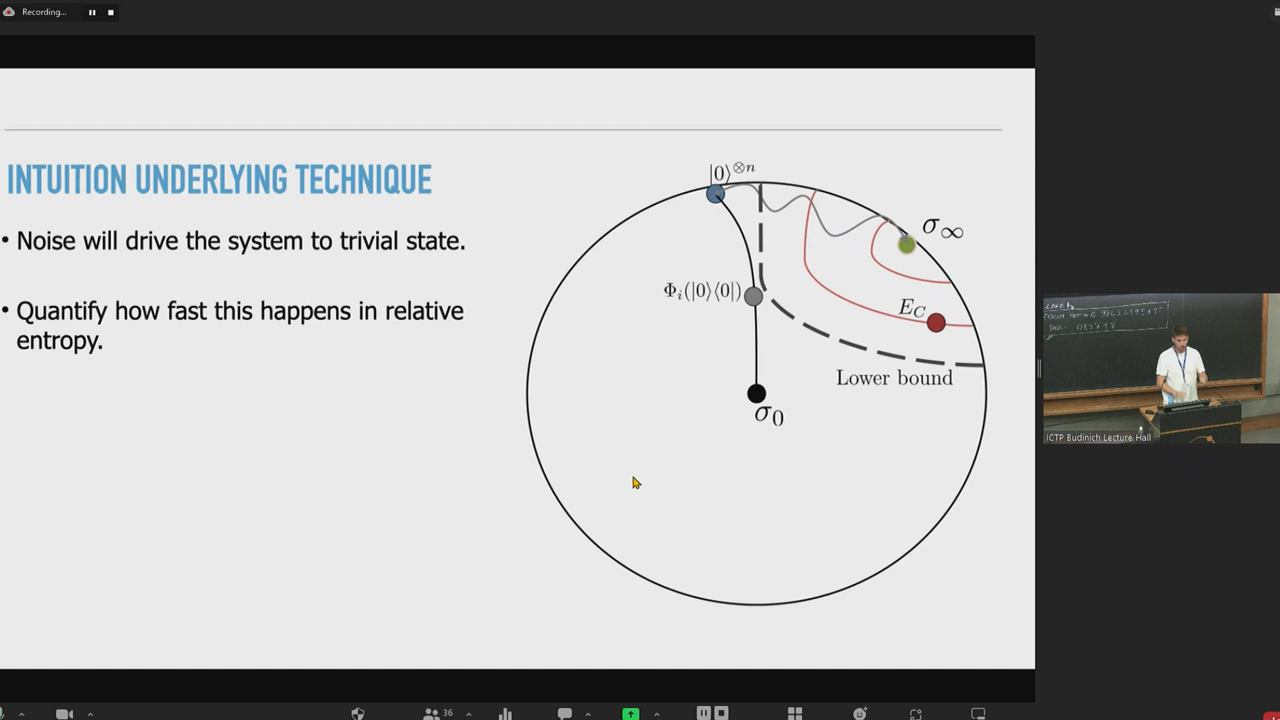 Recording...
INTUITION UNDERLYING TECHNIQUE
• Noise will drive the system to trivial state.
• Quantify how fast this happens in relative
entropy.
|0⟩⊗n
σ∞
Φi(|0⟩⟨0|)
EC
Lower bound
σ0
ICTP Budinich Lecture Hall
36